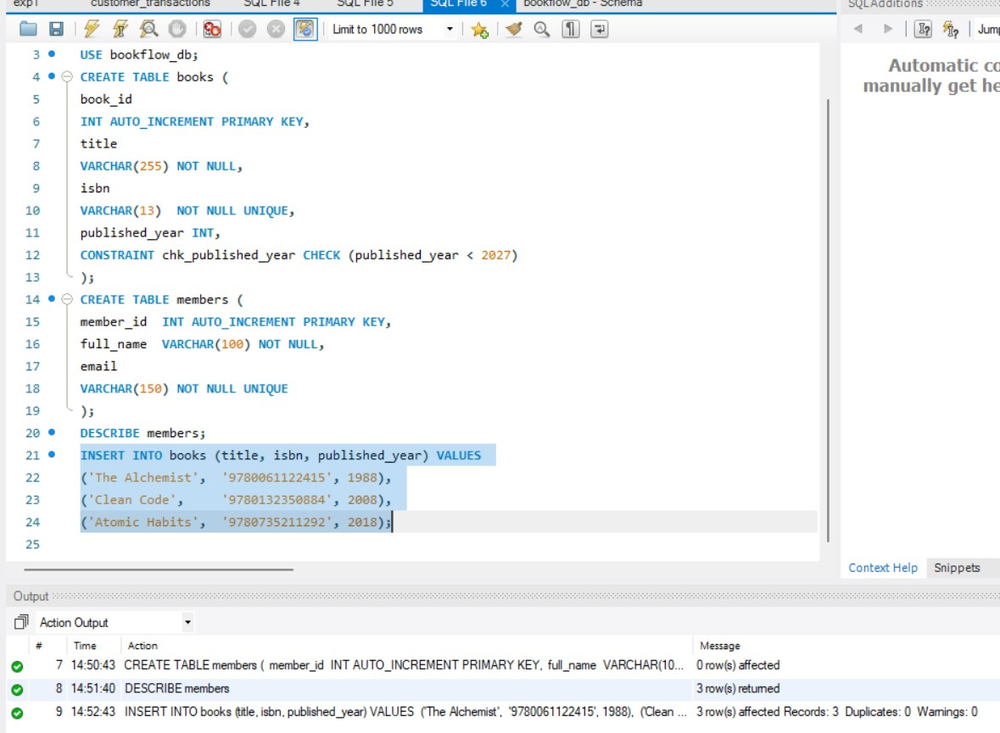 exp1 customer_transactions SQL File 4 SQL File 5 SQL File 6 bookflow_db - Schema SQLAdditions
Limit to 1000 rows Jump
3 USE bookflow_db;
4 CREATE TABLE books (
5 book_id
6 INT AUTO_INCREMENT PRIMARY KEY,
7 title
8 VARCHAR(255) NOT NULL,
9 isbn
10 VARCHAR(13)  NOT NULL UNIQUE,
11 published_year INT,
12 CONSTRAINT chk_published_year CHECK (published_year < 2027)
13 );
14 CREATE TABLE members (
15 member_id  INT AUTO_INCREMENT PRIMARY KEY,
16 full_name  VARCHAR(100) NOT NULL,
17 email
18 VARCHAR(150) NOT NULL UNIQUE
19 );
20 DESCRIBE members;
21 INSERT INTO books (title, isbn, published_year) VALUES
22 ('The Alchemist',  '9780061122415', 1988),
23 ('Clean Code',     '9780132350884', 2008),
24 ('Atomic Habits',  '9780735211292', 2018);
25
Automatic co
manually get he
Context Help Snippets
Output
Action Output
# Time Action Message
7 14:50:43 CREATE TABLE members ( member_id INT AUTO_INCREMENT PRIMARY KEY, full_name VARCHAR(10... 0 row(s) affected
8 14:51:40 DESCRIBE members 3 row(s) returned
9 14:52:43 INSERT INTO books (title, isbn, published_year) VALUES ('The Alchemist', '9780061122415', 1988), ('Clean ... 3 row(s) affected Records: 3 Duplicates: 0 Warnings: 0